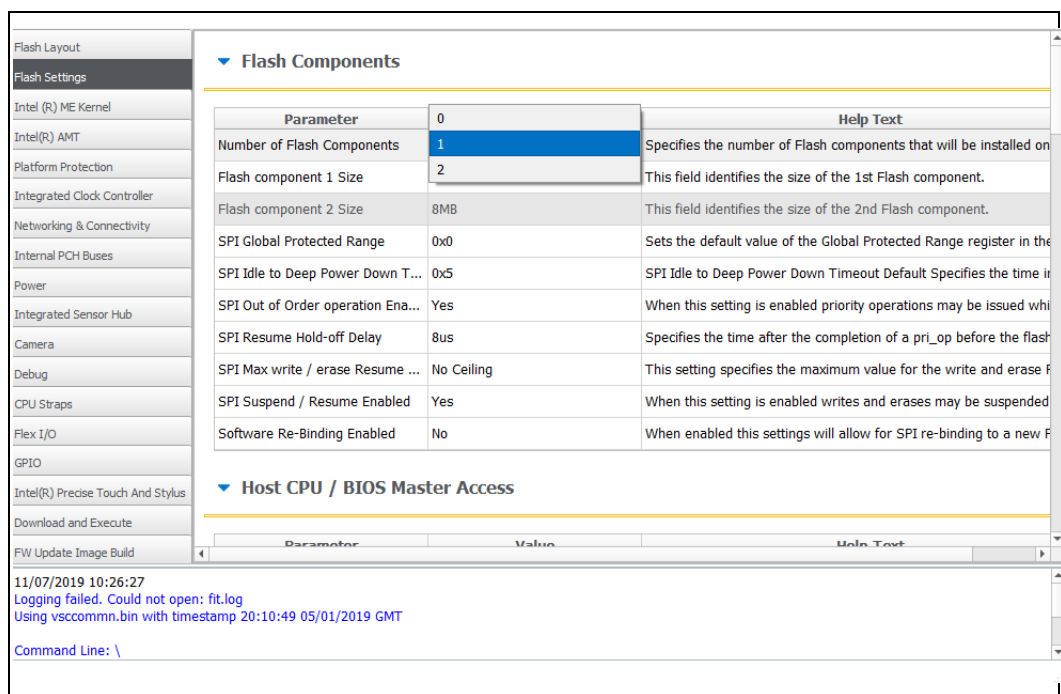 Flash Layout
Flash Settings
Intel (R) ME Kernel
Intel(R) AMT
Platform Protection
Integrated Clock Controller
Networking & Connectivity
Internal PCH Buses
Power
Integrated Sensor Hub
Camera
Debug
CPU Straps
Flex I/O
GPIO
Intel(R) Precise Touch And Stylus
Download and Execute
FW Update Image Build
Flash Components
Parameter Help Text
0
1
2
Number of Flash Components Specifies the number of Flash components that will be installed on
Flash component 1 Size This field identifies the size of the 1st Flash component.
Flash component 2 Size 8MB This field identifies the size of the 2nd Flash component.
SPI Global Protected Range 0x0 Sets the default value of the Global Protected Range register in the
SPI Idle to Deep Power Down T... 0x5 SPI Idle to Deep Power Down Timeout Default Specifies the time in
SPI Out of Order operation Ena... Yes When this setting is enabled priority operations may be issued whi
SPI Resume Hold-off Delay 8us Specifies the time after the completion of a pri_op before the flash
SPI Max write / erase Resume ... No Ceiling This setting specifies the maximum value for the write and erase
SPI Suspend / Resume Enabled Yes When this setting is enabled writes and erases may be suspended
Software Re-Binding Enabled No When enabled this settings will allow for SPI re-binding to a new
Host CPU / BIOS Master Access
Parameter Value Help Text
11/07/2019 10:26:27
Logging failed. Could not open: fit.log
Using vsccommn.bin with timestamp 20:10:49 05/01/2019 GMT
Command Line: \